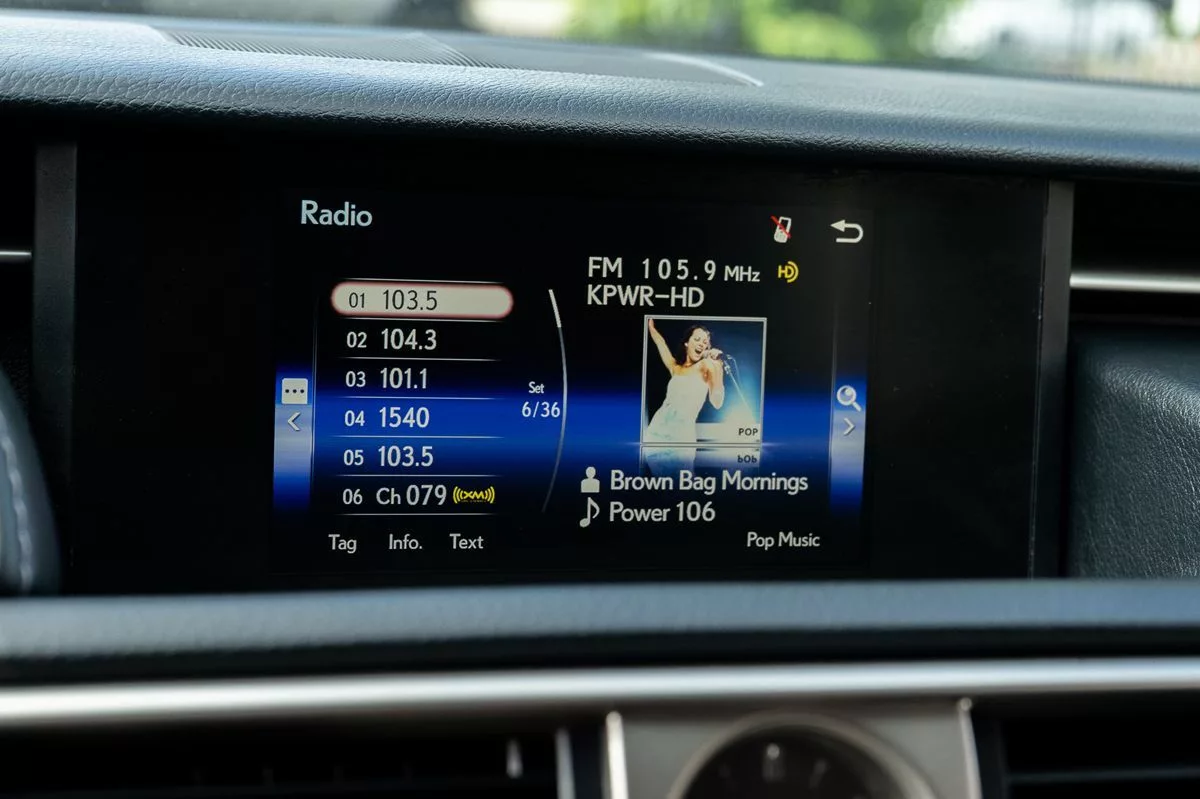 Radio
FM 105.9 MHz HD
KPWR-HD
01 103.5
02 104.3
03 101.1
04 1540
05 103.5
06 Ch 079 ((XM))
Set
6/36
POP
Brown Bag Mornings
Power 106
Tag Info. Text
Pop Music